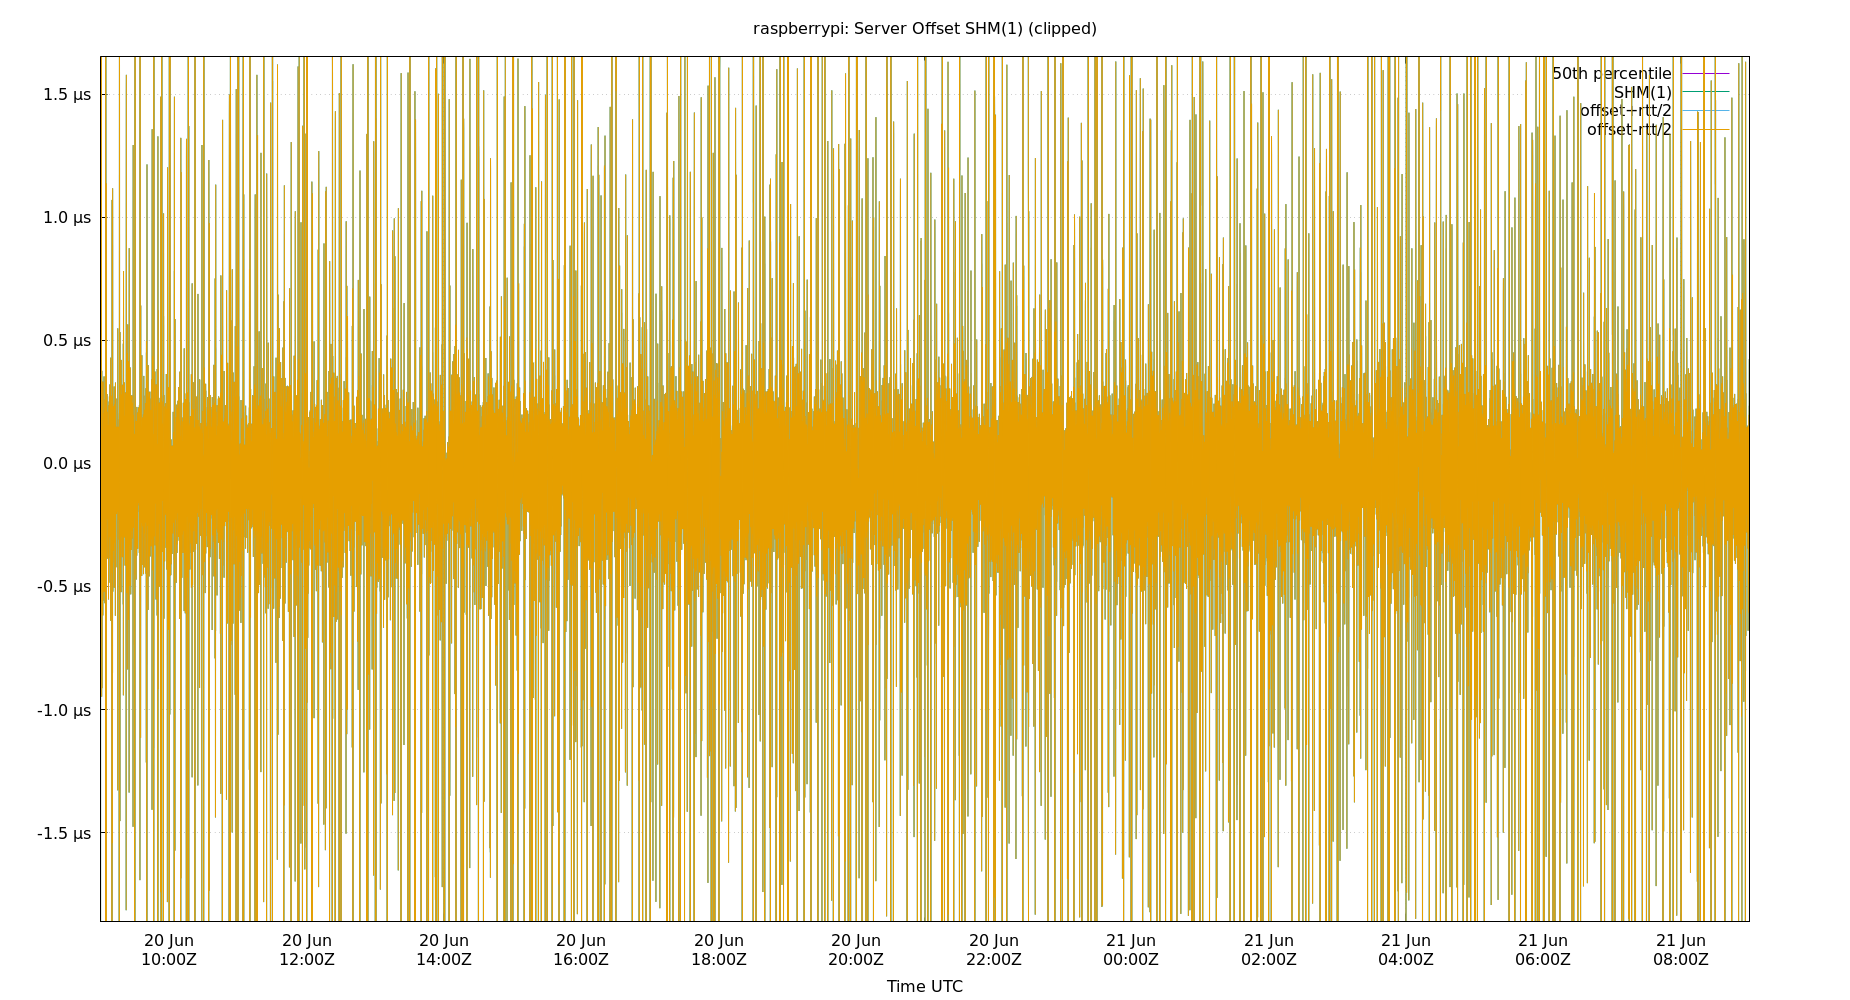 raspberrypi: Server Offset SHM(1) (clipped)
50th percentile
SHM(1)
offset+rtt/2
offset-rtt/2
1.5 µs
1.0 µs
0.5 µs
0.0 µs
-0.5 µs
-1.0 µs
-1.5 µs
20 Jun 20 Jun 20 Jun 20 Jun 20 Jun 20 Jun 20 Jun 21 Jun 21 Jun 21 Jun 21 Jun 21 Jun
10:00Z 12:00Z 14:00Z 16:00Z 18:00Z 20:00Z 22:00Z 00:00Z 02:00Z 04:00Z 06:00Z 08:00Z
Time UTC